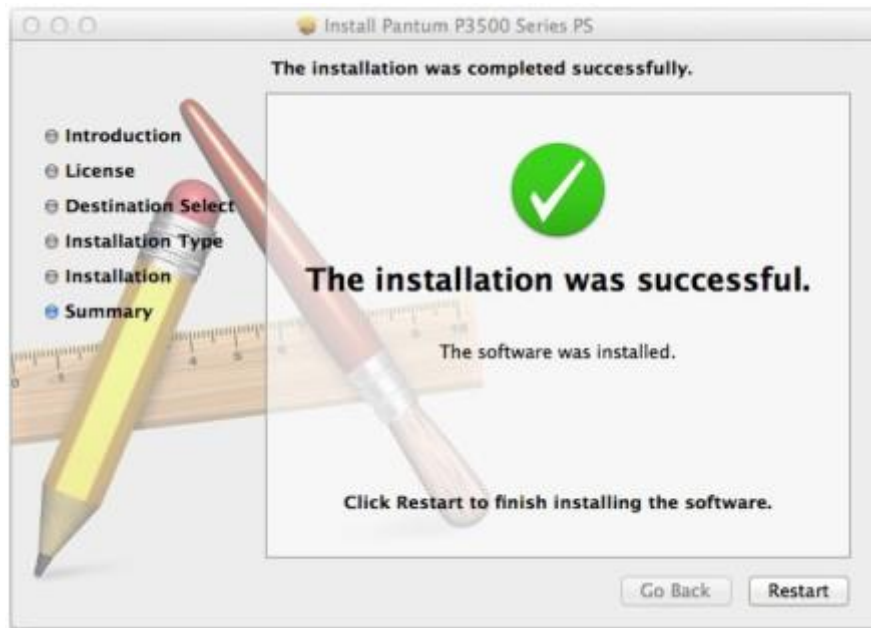 Install Pantum P3500 Series PS
The installation was completed successfully.
Introduction
License
Destination Select
Installation Type
Installation
Summary
The installation was successful.
The software was installed.
Click Restart to finish installing the software.
Go Back
Restart